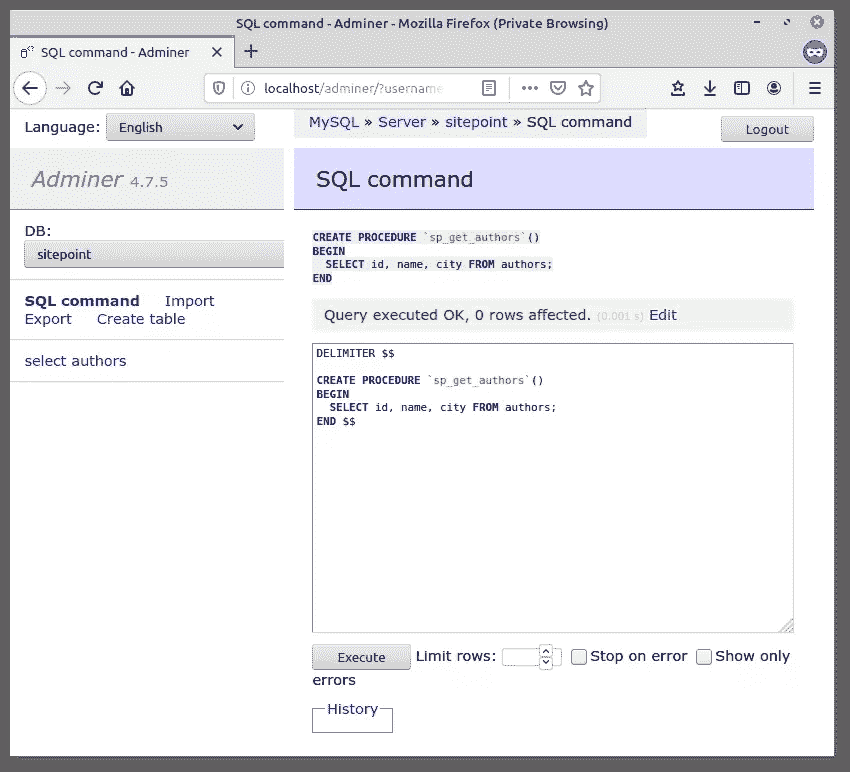 SQL command - Adminer - Mozilla Firefox (Private Browsing)
SQL command - Adminer
localhost/adminer/?username
Language: English
MySQL » Server » sitepoint » SQL command
Logout
Adminer 4.7.5
SQL command
DB:
sitepoint
SQL command Import
Export Create table
select authors
CREATE PROCEDURE `sp_get_authors`()
BEGIN
SELECT id, name, city FROM authors;
END
Query executed OK, 0 rows affected. (0.001 s) Edit
DELIMITER $$
CREATE PROCEDURE `sp_get_authors`()
BEGIN
SELECT id, name, city FROM authors;
END $$
Execute Limit rows: Stop on error Show only
errors
History